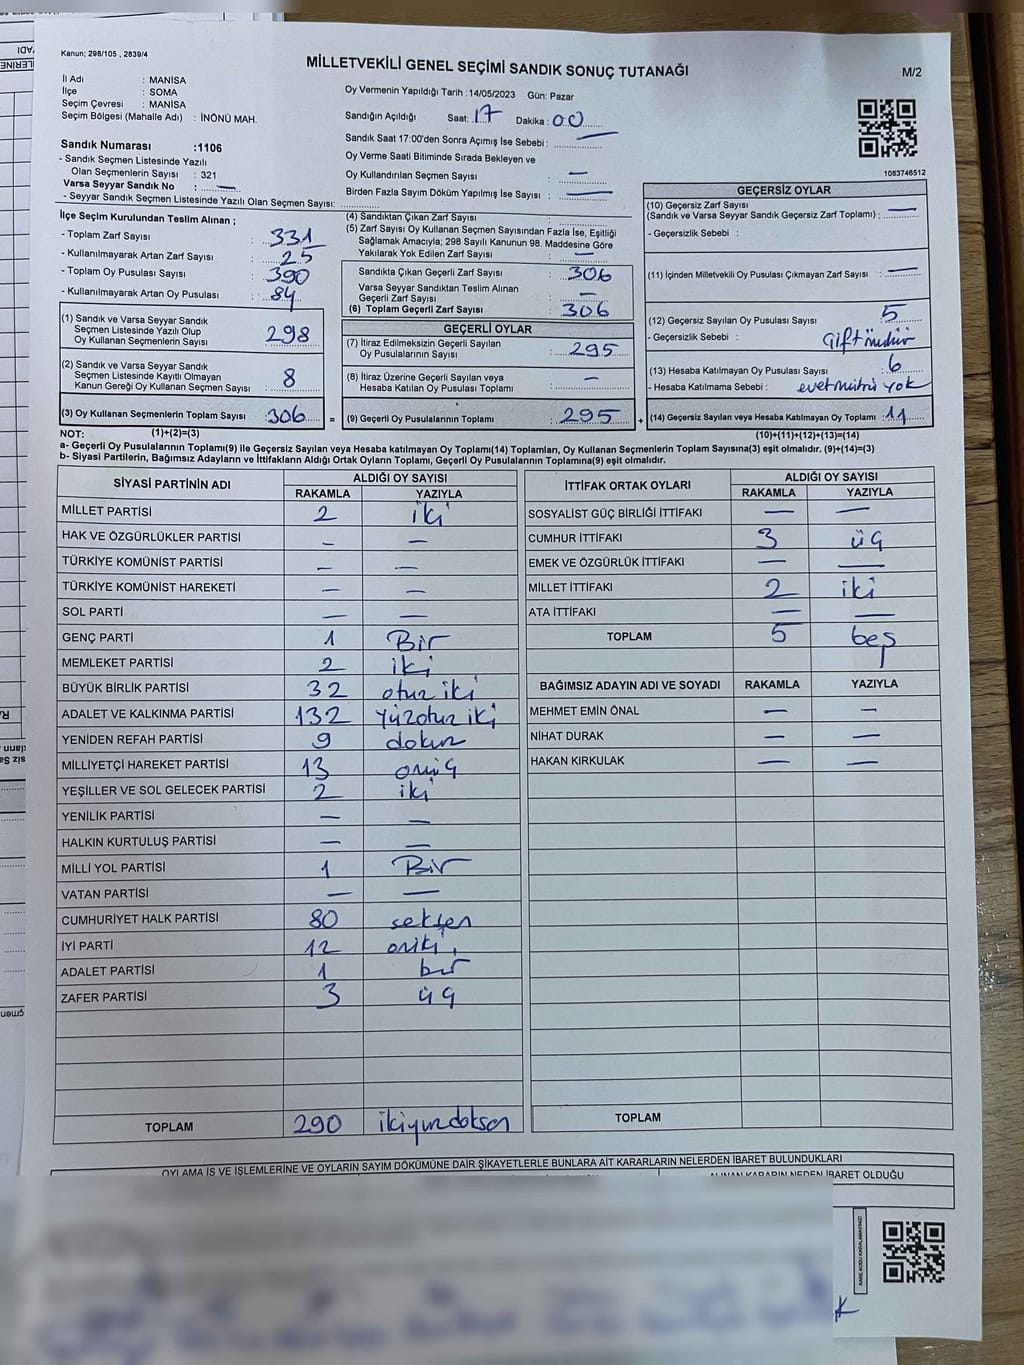 Kanun; 298/105 , 2839/4
MİLLETVEKİLİ GENEL SEÇİMİ SANDIK SONUÇ TUTANAĞI
M/2
İl Adı : MANİSA
İlçe : SOMA
Seçim Çevresi : MANİSA
Seçim Bölgesi (Mahalle Adı) : İNÖNÜ MAH.
Oy Vermenin Yapıldığı Tarih :14/05/2023 Gün: Pazar
Sandığın Açıldığı Saat: 17 Dakika : 00
Sandık Saat 17:00'den Sonra Açımış İse Sebebi : —
Oy Verme Saati Bitiminde Sırada Bekleyen ve
Oy Kullandırılan Seçmen Sayısı : —
Birden Fazla Sayım Döküm Yapılmış İse Sayısı : —
Sandık Numarası :1106
- Sandık Seçmen Listesinde Yazılı
Olan Seçmenlerin Sayısı : 321
Varsa Seyyar Sandık No : —
- Seyyar Sandık Seçmen Listesinde Yazılı Olan Seçmen Sayısı:
1083746512
İlçe Seçim Kurulundan Teslim Alınan ;
- Toplam Zarf Sayısı : 331
- Kullanılmayarak Artan Zarf Sayısı : 25
- Toplam Oy Pusulası Sayısı : 390
- Kullanılmayarak Artan Oy Pusulası : 84
(1) Sandık ve Varsa Seyyar Sandık
Seçmen Listesinde Yazılı Olup
Oy Kullanan Seçmenlerin Sayısı 298
(2) Sandık ve Varsa Seyyar Sandık
Seçmen Listesinde Kayıtlı Olmayan
Kanun Gereği Oy Kullanan Seçmen Sayısı : 8
(3) Oy Kullanan Seçmenlerin Toplam Sayısı : 306 =
(4) Sandıktan Çıkan Zarf Sayısı :
(5) Zarf Sayısı Oy Kullanan Seçmen Sayısından Fazla İse, Eşitliği
Sağlamak Amacıyla; 298 Sayılı Kanunun 98. Maddesine Göre
Yakılarak Yok Edilen Zarf Sayısı : —
Sandıkta Çıkan Geçerli Zarf Sayısı : 306
Varsa Seyyar Sandıktan Teslim Alınan
Geçerli Zarf Sayısı : —
(6) Toplam Geçerli Zarf Sayısı : 306
GEÇERLİ OYLAR
(7) İtiraz Edilmeksizin Geçerli Sayılan
Oy Pusulalarının Sayısı : 295
(8) İtiraz Üzerine Geçerli Sayılan veya
Hesaba Katılan Oy Pusulası Toplamı : —
(9) Geçerli Oy Pusulalarının Toplamı : 295 +
GEÇERSİZ OYLAR
(10) Geçersiz Zarf Sayısı
(Sandık ve Varsa Seyyar Sandık Geçersiz Zarf Toplamı) : —
- Geçersizlik Sebebi :
(11) İçinden Milletvekili Oy Pusulası Çıkmayan Zarf Sayısı : —
(12) Geçersiz Sayılan Oy Pusulası Sayısı : 5
- Geçersizlik Sebebi : Çift mühür
(13) Hesaba Katılmayan Oy Pusulası Sayısı : 6
- Hesaba Katılmama Sebebi : evet mührü yok
(14) Geçersiz Sayılan veya Hesaba Katılmayan Oy Toplamı : 11
NOT: (1)+(2)=(3)
(10)+(11)+(12)+(13)=(14)
a- Geçerli Oy Pusulalarının Toplamı(9) ile Geçersiz Sayılan veya Hesaba katılmayan Oy Toplamı(14) Toplamları, Oy Kullanan Seçmenlerin Toplam Sayısına(3) eşit olmalıdır. (9)+(14)=(3)
b- Siyasi Partilerin, Bağımsız Adayların ve İttifakların Aldığı Ortak Oyların Toplamı, Geçerli Oy Pusulalarının Toplamına(9) eşit olmalıdır.
SİYASİ PARTİNİN ADI ALDIĞI OY SAYISI
RAKAMLA YAZIYLA
MİLLET PARTİSİ 2 iki
HAK VE ÖZGÜRLÜKLER PARTİSİ — —
TÜRKİYE KOMÜNİST PARTİSİ — —
TÜRKİYE KOMÜNİST HAREKETİ — —
SOL PARTİ — —
GENÇ PARTİ 1 Bir
MEMLEKET PARTİSİ 2 iki
BÜYÜK BİRLİK PARTİSİ 32 otuz iki
ADALET VE KALKINMA PARTİSİ 132 yüzotuz iki
YENİDEN REFAH PARTİSİ 9 dokuz
MİLLİYETÇİ HAREKET PARTİSİ 13 onüç
YEŞİLLER VE SOL GELECEK PARTİSİ 2 iki
YENİLİK PARTİSİ — —
HALKIN KURTULUŞ PARTİSİ — —
MİLLİ YOL PARTİSİ 1 Bir
VATAN PARTİSİ — —
CUMHURİYET HALK PARTİSİ 80 seksen
İYİ PARTİ 12 oniki
ADALET PARTİSİ 1 bir
ZAFER PARTİSİ 3 üç
TOPLAM 290 ikiyüzdoksan
İTTİFAK ORTAK OYLARI ALDIĞI OY SAYISI
RAKAMLA YAZIYLA
SOSYALİST GÜÇ BİRLİĞİ İTTİFAKI — —
CUMHUR İTTİFAKI 3 üç
EMEK VE ÖZGÜRLÜK İTTİFAKI — —
MİLLET İTTİFAKI 2 iki
ATA İTTİFAKI — —
TOPLAM 5 beş
BAĞIMSIZ ADAYIN ADI VE SOYADI RAKAMLA YAZIYLA
MEHMET EMİN ÖNAL — —
NİHAT DURAK — —
HAKAN KIRKULAK — —
TOPLAM
OYLAMA İŞ VE İŞLEMLERİNE VE OYLARIN SAYIM DÖKÜMÜNE DAİR ŞİKAYETLERLE BUNLARA AİT KARARLARIN NELERDEN İBARET BULUNDUKLARI
ALINAN KARARIN NEDEN İBARET OLDUĞU
KARE KODU KARALAMAYINIZ!